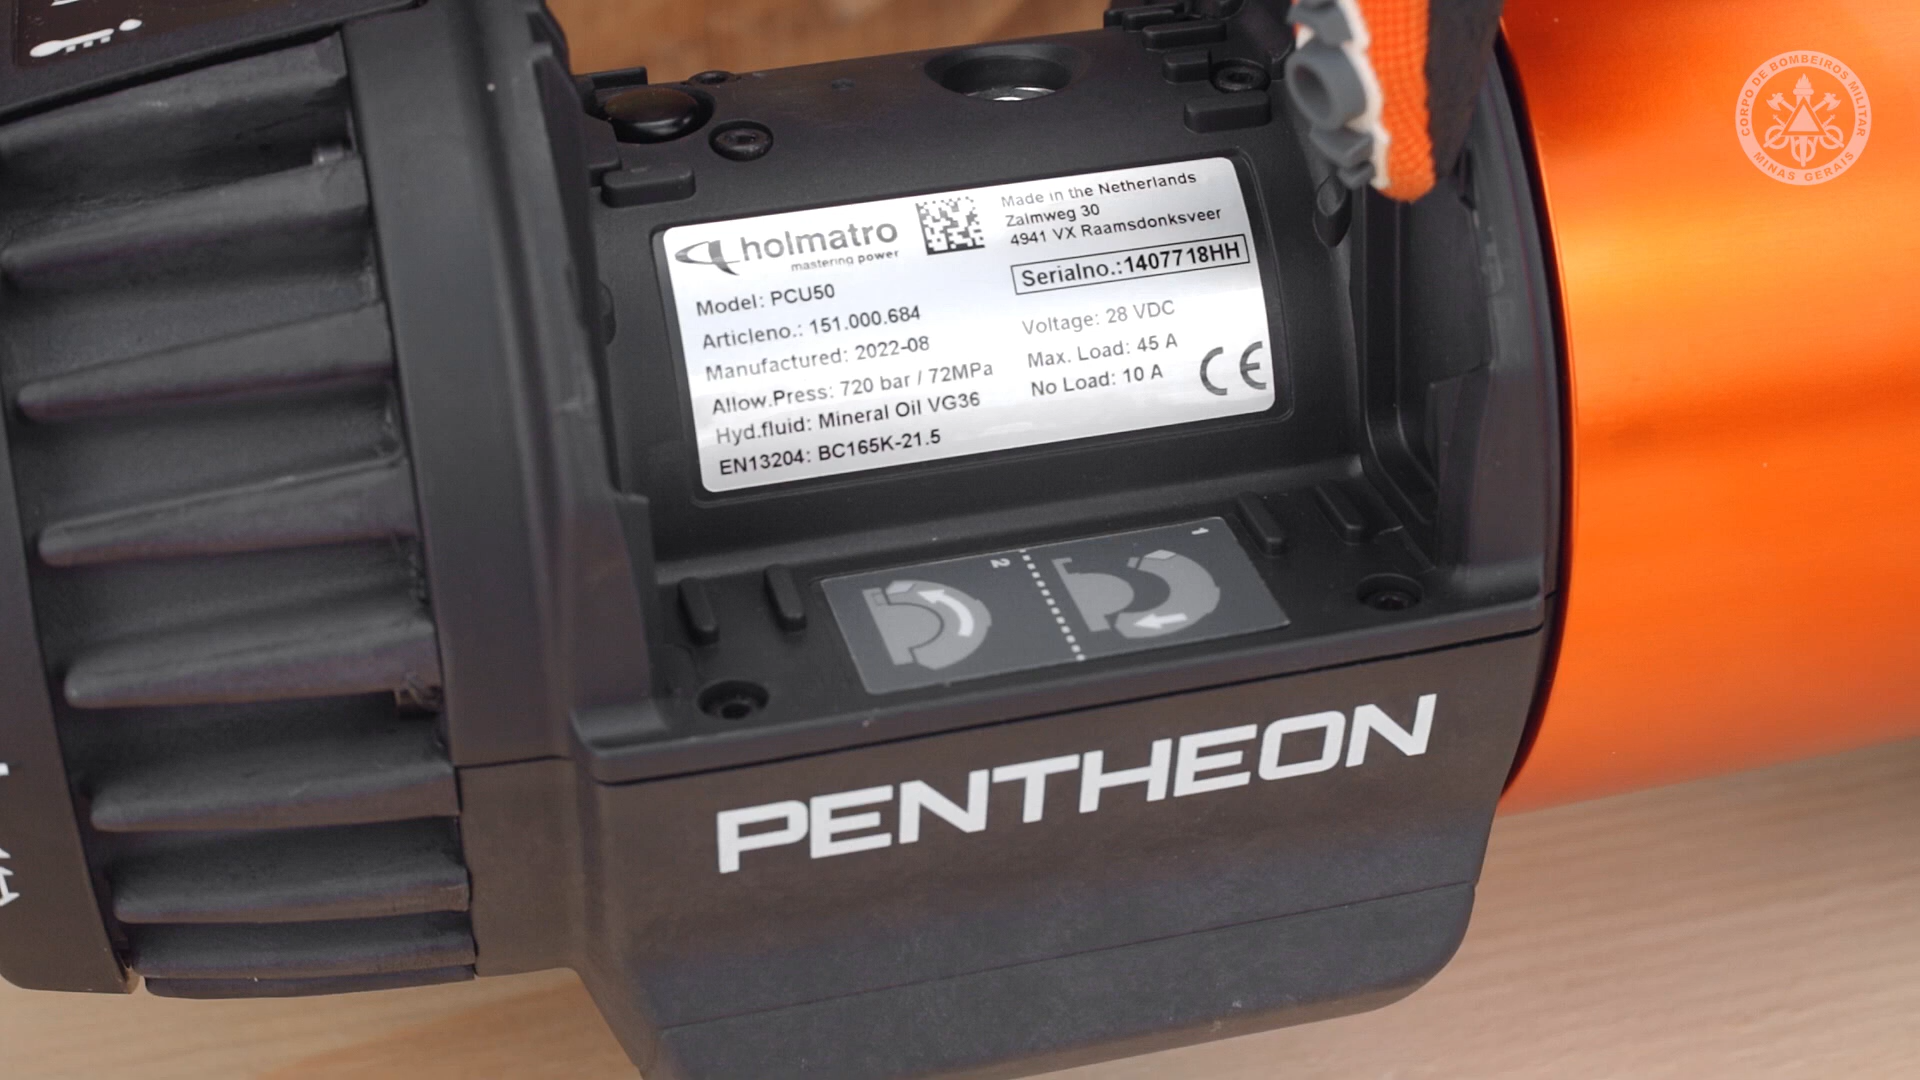 CORPO DE BOMBEIROS MILITAR
MINAS GERAIS
holmatro
mastering power
Made in the Netherlands
Zalmweg 30
4941 VX Raamsdonksveer
Serialno.:1407718HH
Model: PCU50
Articleno.: 151.000.684
Manufactured: 2022-08
Allow.Press: 720 bar / 72MPa
Hyd.fluid: Mineral Oil VG36
EN13204: BC165K-21.5
Voltage: 28 VDC
Max. Load: 45 A
No Load: 10 A
CE
1
2
PENTHEON